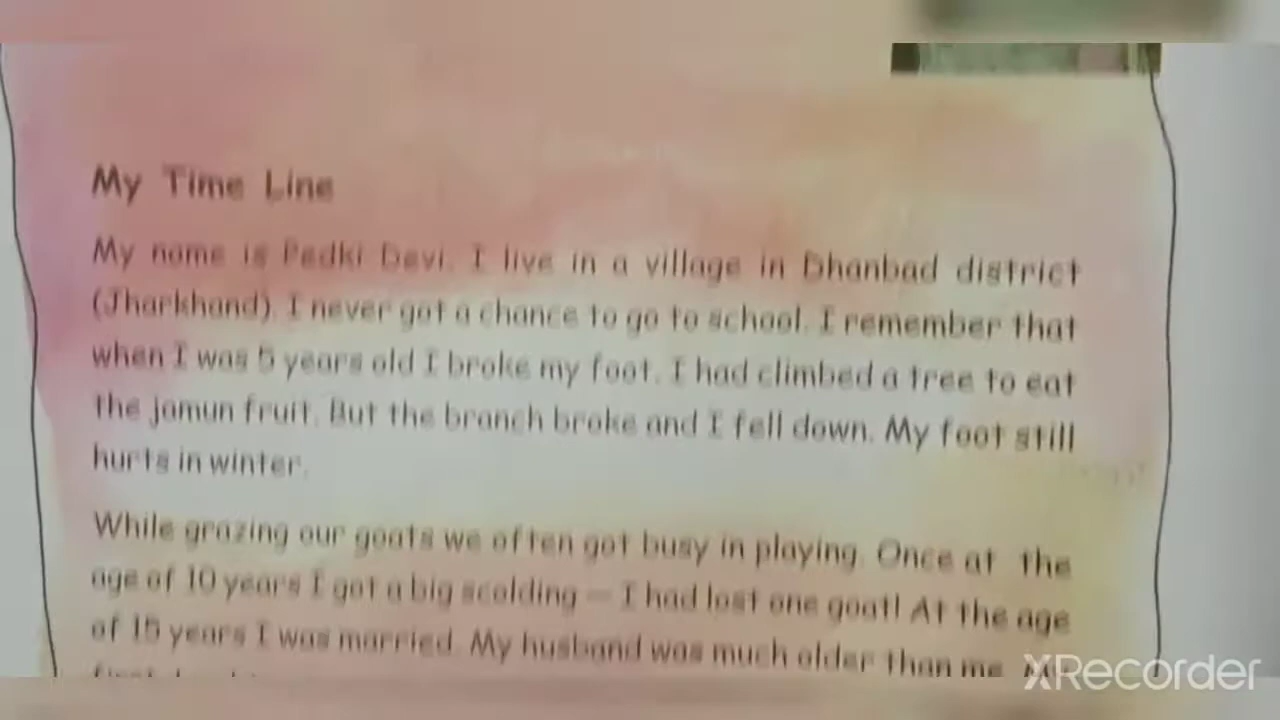 My Time Line
My name is Pedki Devi. I live in a village in Dhanbad district
(Jharkhand). I never got a chance to go to school. I remember that
when I was 5 years old I broke my foot. I had climbed a tree to eat
the jamun fruit. But the branch broke and I fell down. My foot still
hurts in winter.
While grazing our goats we often got busy in playing. Once at the
age of 10 years I got a big scolding – I had lost one goat! At the age
of 15 years I was married. My husband was much older than me. My
XRecorder